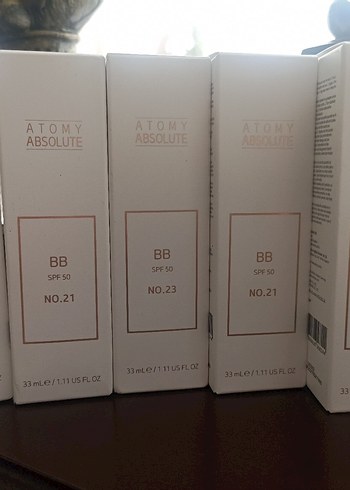 ATOMY
ABSOLUTE
BB
SPF 50
NO.21
33 mL℮ / 1.11 US FL OZ
ATOMY
ABSOLUTE
BB
SPF 50
NO.23
33 mL℮ / 1.11 US FL OZ
ATOMY
ABSOLUTE
BB
SPF 50
NO.21
33 mL℮ / 1.11 US FL OZ
33